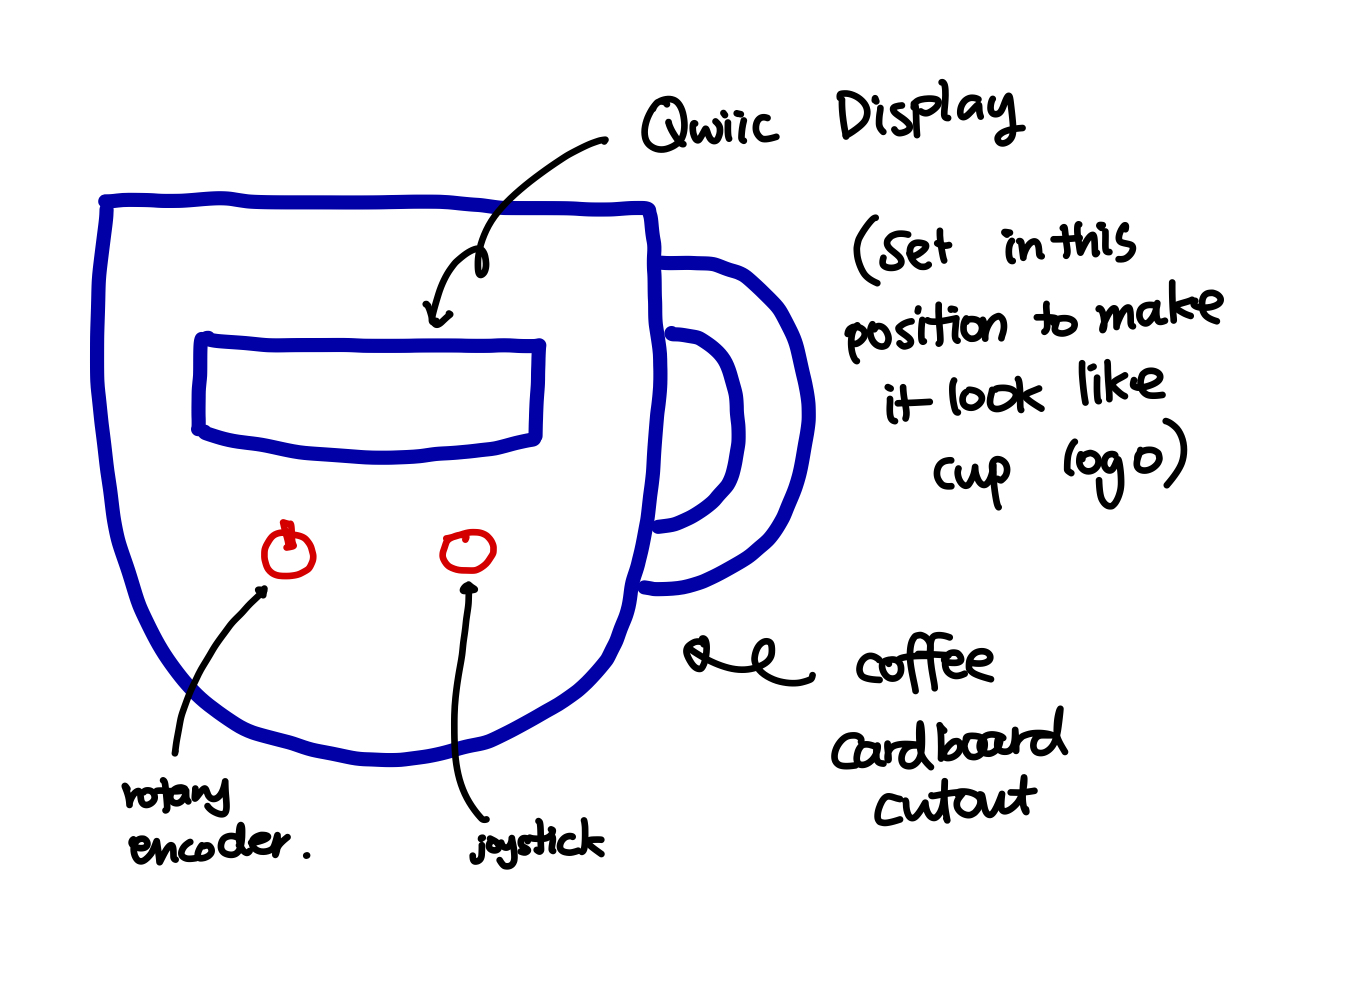 Qwiic Display
(Set in this
position to make
it look like
cup logo)
coffee
cardboard
cutout
rotary
encoder.
joystick